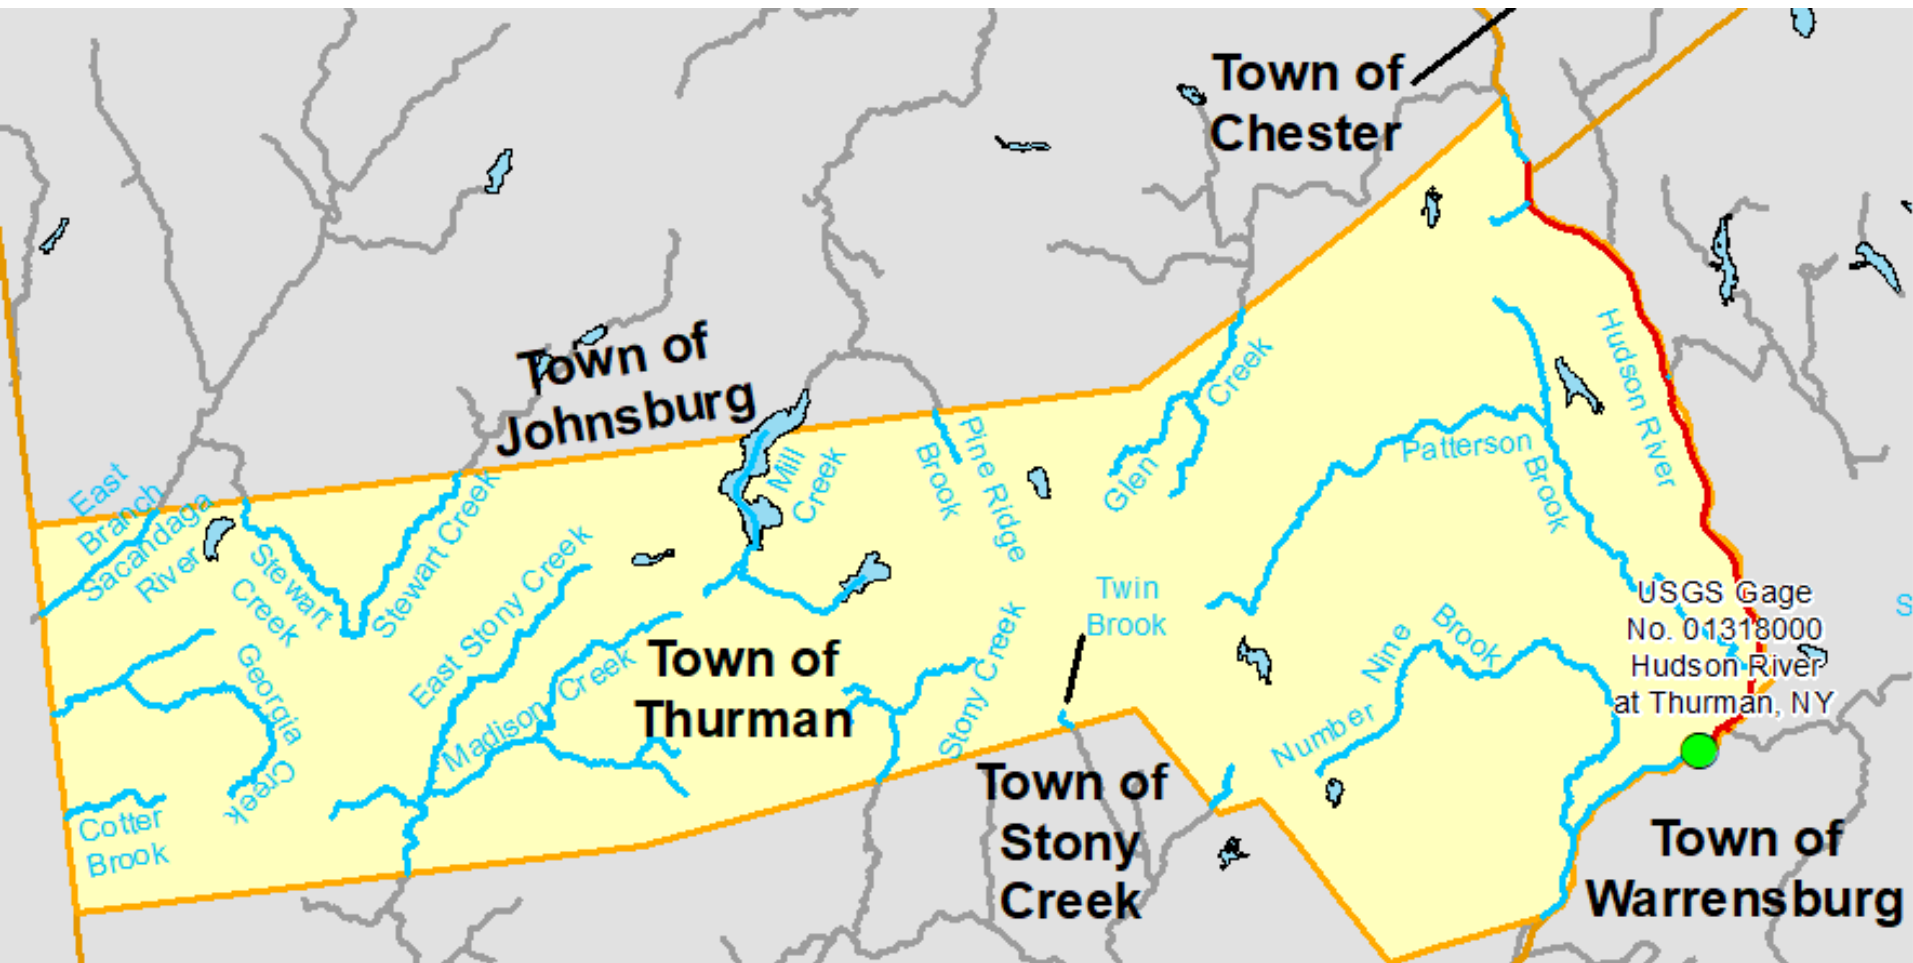 Town of
Chester
Town of
Johnsburg
East
Branch
Sacandaga
River
Stewart
Creek
Stewart Creek
East Stony Creek
Mill
Creek
Pine Ridge
Brook
Glen
Creek
Hudson River
Patterson
Brook
Twin
Brook
USGS Gage
No. 01318000
Hudson River
at Thurman, NY
S
Georgia
Creek
Madison Creek
Town of
Thurman
Stony Creek
Number Nine Brook
Cotter
Brook
Town of
Stony
Creek
Town of
Warrensburg